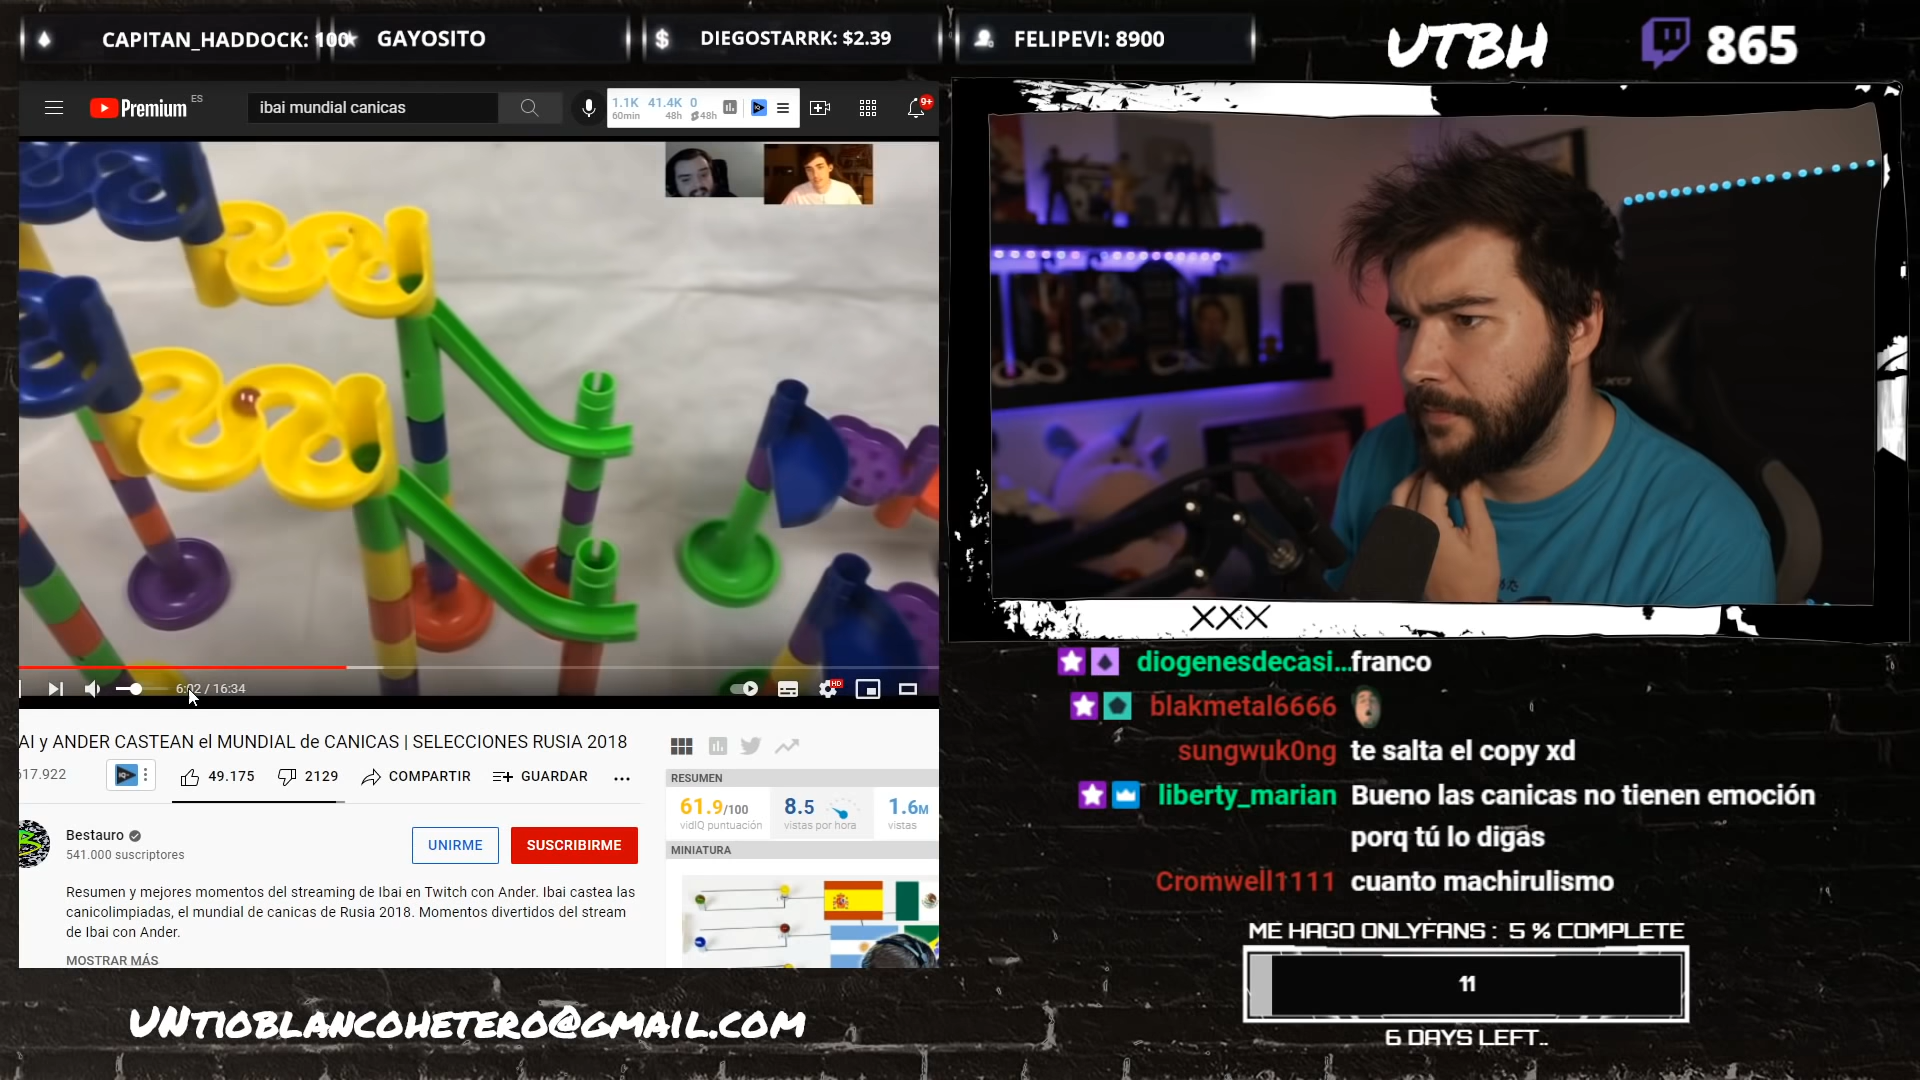 CAPITAN_HADDOCK: 100
GAYOSITO
$ DIEGOSTARRK: $2.39
FELIPEVI: 8900
UTBH
865
Premium ES
ibai mundial canicas
1.1K 41.4K 0
60min 48h 48h
9+
6:02 / 16:34
HD
AI y ANDER CASTEAN el MUNDIAL de CANICAS | SELECCIONES RUSIA 2018
617.922
49.175
2129
COMPARTIR
GUARDAR
RESUMEN
61.9/100
vidIQ puntuación
8.5
vistas por hora
1.6M
vistas
MINIATURA
Bestauro
541.000 suscriptores
UNIRME
SUSCRIBIRME
Resumen y mejores momentos del streaming de Ibai en Twitch con Ander. Ibai castea las
canicolimpiadas, el mundial de canicas de Rusia 2018. Momentos divertidos del stream
de Ibai con Ander.
MOSTRAR MÁS
UNTIOBLANCOHETERO@GMAIL.COM
XXX
diogenesdecasi…franco
blakmetal6666
sungwuk0ng te salta el copy xd
liberty_marian Bueno las canicas no tienen emoción
porq tú lo digas
Cromwell1111 cuanto machirulismo
ME HAGO ONLYFANS : 5 % COMPLETE
11
6 DAYS LEFT..